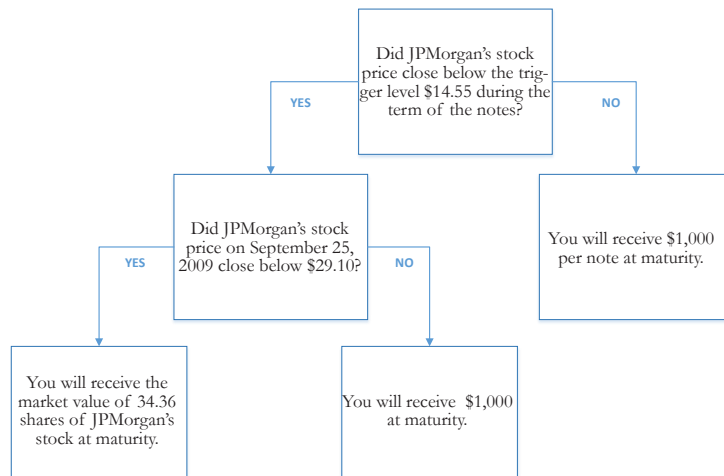 Did JPMorgan's stock
price close below the trig-
ger level $14.55 during the
term of the notes?
YES
NO
Did JPMorgan's stock
price on September 25,
2009 close below $29.10?
You will receive $1,000
per note at maturity.
YES
NO
You will receive the
market value of 34.36
shares of JPMorgan's
stock at maturity.
You will receive $1,000
at maturity.